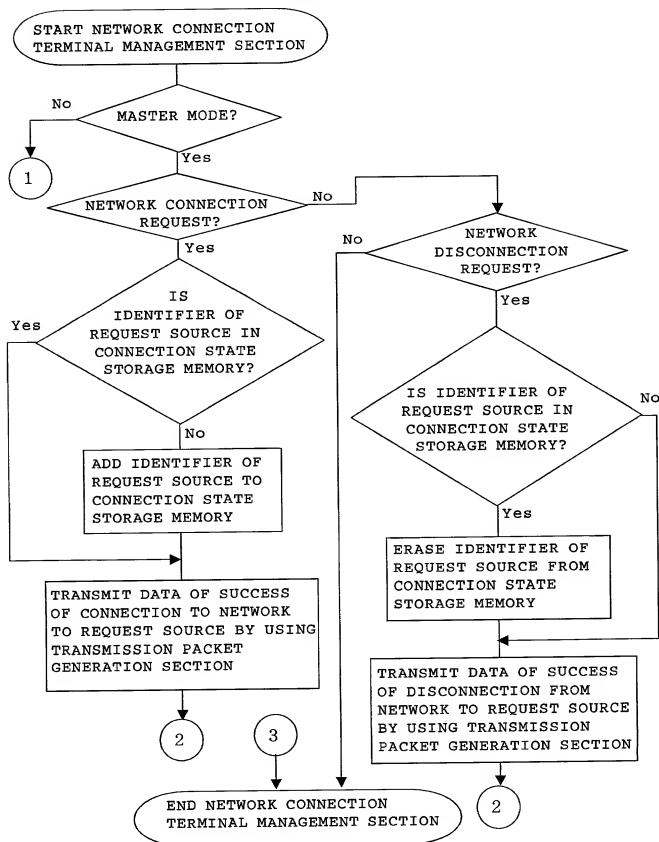 START NETWORK CONNECTION
TERMINAL MANAGEMENT SECTION
No
MASTER MODE?
1
Yes
NETWORK CONNECTION
REQUEST?
No
Yes
No
NETWORK
DISCONNECTION
REQUEST?
Yes
IS
IDENTIFIER OF
REQUEST SOURCE IN
CONNECTION STATE
STORAGE MEMORY?
Yes
No
IS IDENTIFIER OF
REQUEST SOURCE IN
CONNECTION STATE
STORAGE MEMORY?
No
Yes
ADD IDENTIFIER OF
REQUEST SOURCE TO
CONNECTION STATE
STORAGE MEMORY
ERASE IDENTIFIER OF
REQUEST SOURCE FROM
CONNECTION STATE
STORAGE MEMORY
TRANSMIT DATA OF SUCCESS
OF CONNECTION TO NETWORK
TO REQUEST SOURCE BY USING
TRANSMISSION PACKET
GENERATION SECTION
TRANSMIT DATA OF SUCCESS
OF DISCONNECTION FROM
NETWORK TO REQUEST SOURCE
BY USING TRANSMISSION
PACKET GENERATION SECTION
2
3
2
END NETWORK CONNECTION
TERMINAL MANAGEMENT SECTION